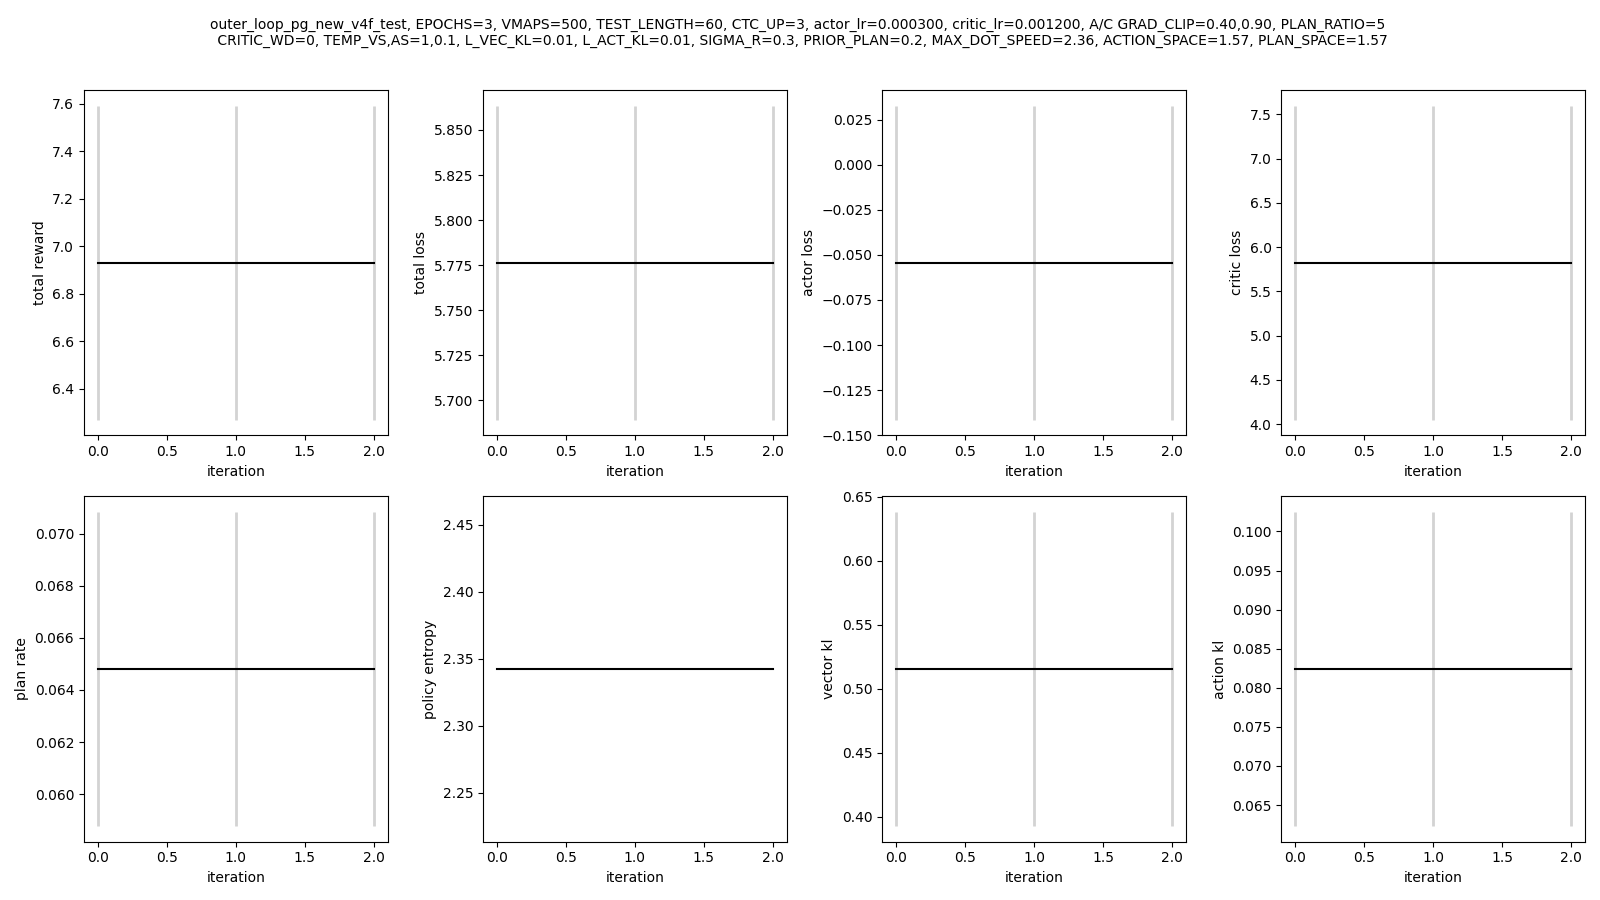 outer_loop_pg_new_v4f_test, EPOCHS=3, VMAPS=500, TEST_LENGTH=60, CTC_UP=3, actor_lr=0.000300, critic_lr=0.001200, A/C GRAD_CLIP=0.40,0.90, PLAN_RATIO=5
CRITIC_WD=0, TEMP_VS,AS=1,0.1, L_VEC_KL=0.01, L_ACT_KL=0.01, SIGMA_R=0.3, PRIOR_PLAN=0.2, MAX_DOT_SPEED=2.36, ACTION_SPACE=1.57, PLAN_SPACE=1.57
total reward
7.6
7.4
7.2
7.0
6.8
6.6
6.4
0.0 0.5 1.0 1.5 2.0
iteration
total loss
5.850
5.825
5.800
5.775
5.750
5.725
5.700
0.0 0.5 1.0 1.5 2.0
iteration
actor loss
0.025
0.000
−0.025
−0.050
−0.075
−0.100
−0.125
−0.150
0.0 0.5 1.0 1.5 2.0
iteration
critic loss
7.5
7.0
6.5
6.0
5.5
5.0
4.5
4.0
0.0 0.5 1.0 1.5 2.0
iteration
plan rate
0.070
0.068
0.066
0.064
0.062
0.060
0.0 0.5 1.0 1.5 2.0
iteration
policy entropy
2.45
2.40
2.35
2.30
2.25
0.0 0.5 1.0 1.5 2.0
iteration
vector kl
0.65
0.60
0.55
0.50
0.45
0.40
0.0 0.5 1.0 1.5 2.0
iteration
action kl
0.100
0.095
0.090
0.085
0.080
0.075
0.070
0.065
0.0 0.5 1.0 1.5 2.0
iteration